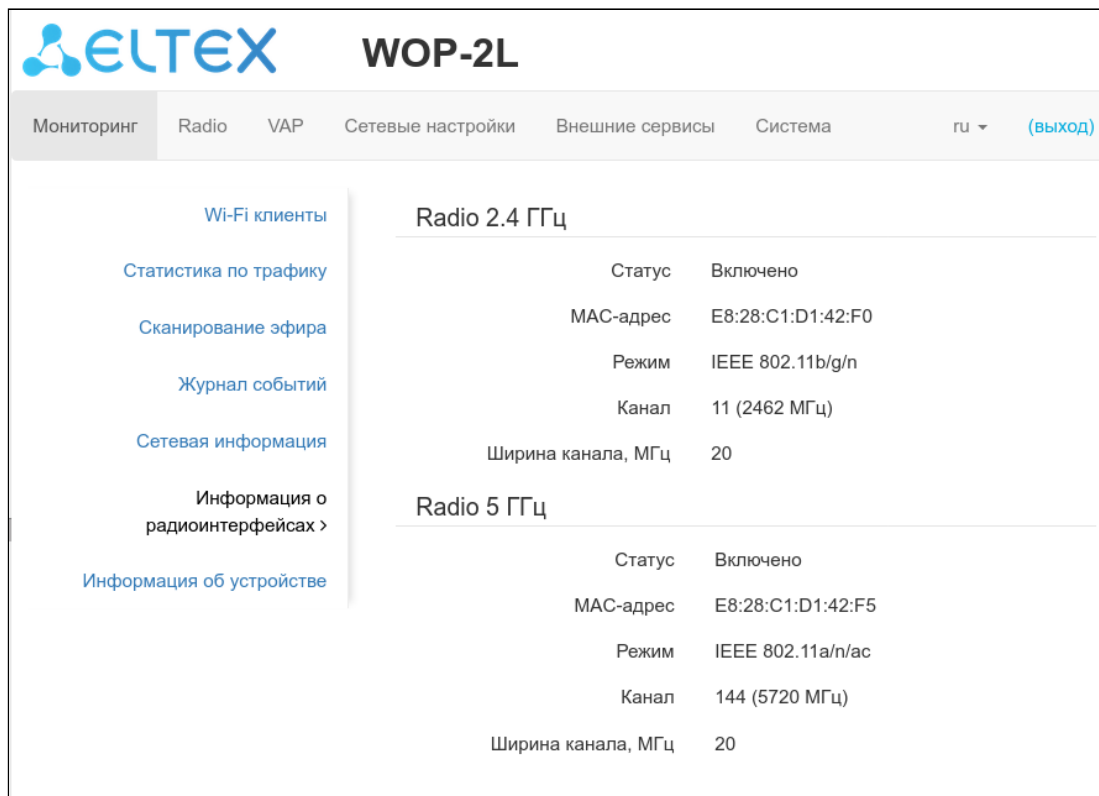 ELTEX WOP-2L
Мониторинг Radio VAP Сетевые настройки Внешние сервисы Система ru (выход)
Wi-Fi клиенты
Статистика по трафику
Сканирование эфира
Журнал событий
Сетевая информация
Информация о
радиоинтерфейсах >
Информация об устройстве
Radio 2.4 ГГц
Статус Включено
MAC-адрес E8:28:C1:D1:42:F0
Режим IEEE 802.11b/g/n
Канал 11 (2462 МГц)
Ширина канала, МГц 20
Radio 5 ГГц
Статус Включено
MAC-адрес E8:28:C1:D1:42:F5
Режим IEEE 802.11a/n/ac
Канал 144 (5720 МГц)
Ширина канала, МГц 20